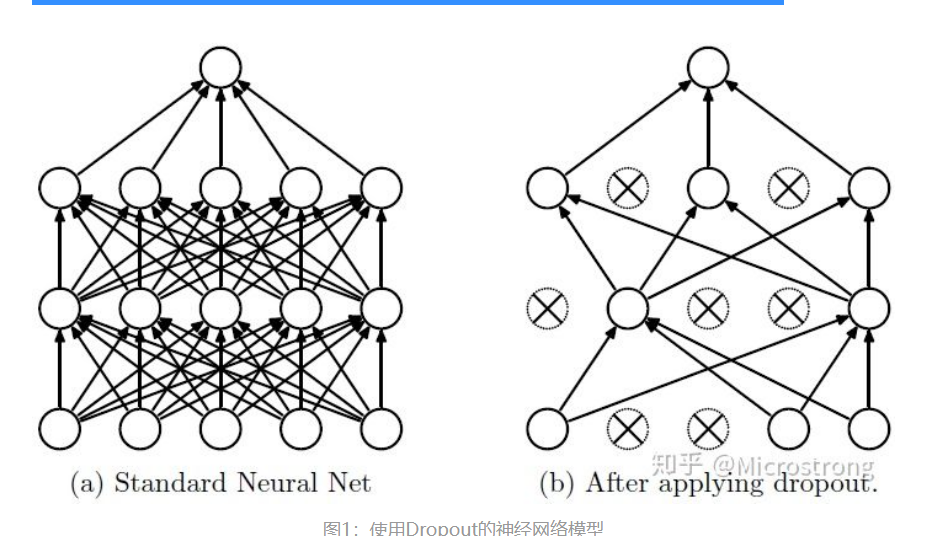 知乎 @Microstrong
(a) Standard Neural Net
(b) After applying dropout.
图1：使用Dropout的神经网络模型